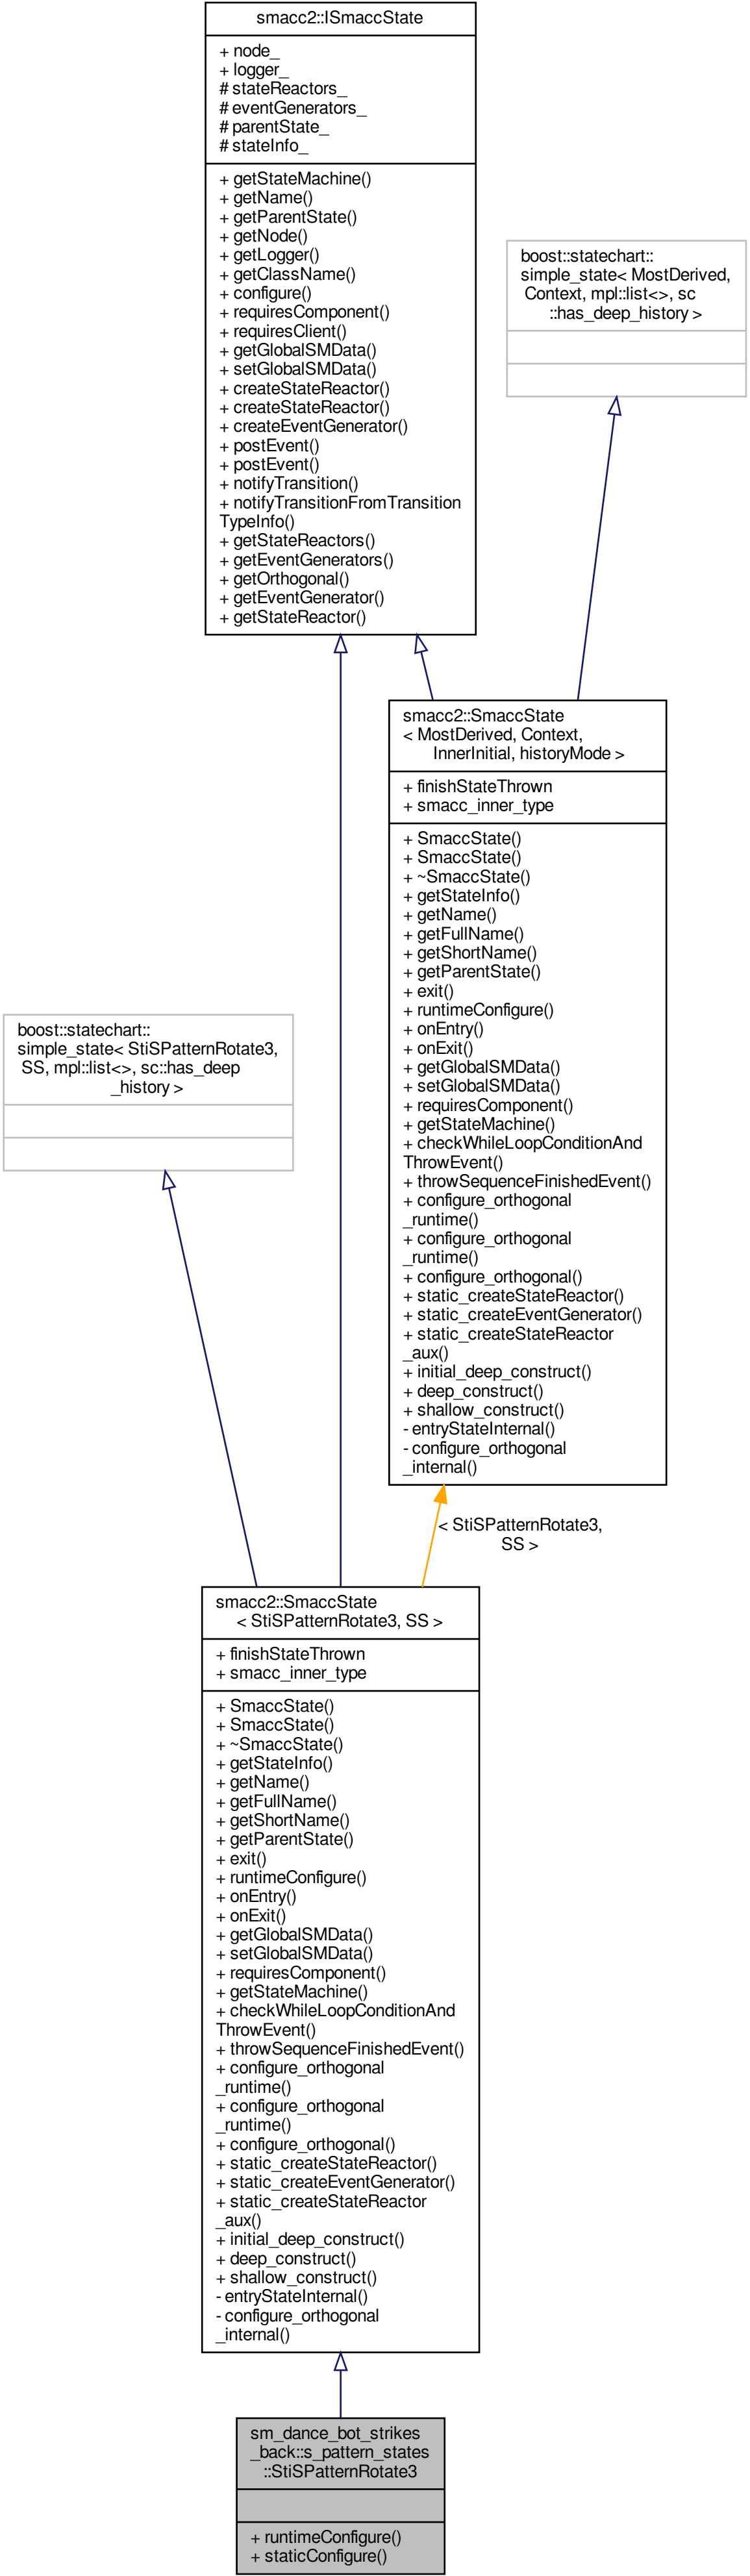 smacc2::ISmaccState
+ node_
+ logger_
# stateReactors_
# eventGenerators_
# parentState_
# stateInfo_
+ getStateMachine()
+ getName()
+ getParentState()
+ getNode()
+ getLogger()
+ getClassName()
+ configure()
+ requiresComponent()
+ requiresClient()
+ getGlobalSMData()
+ setGlobalSMData()
+ createStateReactor()
+ createStateReactor()
+ createEventGenerator()
+ postEvent()
+ postEvent()
+ notifyTransition()
+ notifyTransitionFromTransition
TypeInfo()
+ getStateReactors()
+ getEventGenerators()
+ getOrthogonal()
+ getEventGenerator()
+ getStateReactor()
boost::statechart::
simple_state< MostDerived,
Context, mpl::list<>, sc
::has_deep_history >
smacc2::SmaccState
< MostDerived, Context,
InnerInitial, historyMode >
+ finishStateThrown
+ smacc_inner_type
+ SmaccState()
+ SmaccState()
+ ~SmaccState()
+ getStateInfo()
+ getName()
+ getFullName()
+ getShortName()
+ getParentState()
+ exit()
+ runtimeConfigure()
+ onEntry()
+ onExit()
+ getGlobalSMData()
+ setGlobalSMData()
+ requiresComponent()
+ getStateMachine()
+ checkWhileLoopConditionAnd
ThrowEvent()
+ throwSequenceFinishedEvent()
+ configure_orthogonal
_runtime()
+ configure_orthogonal
_runtime()
+ configure_orthogonal()
+ static_createStateReactor()
+ static_createEventGenerator()
+ static_createStateReactor
_aux()
+ initial_deep_construct()
+ deep_construct()
+ shallow_construct()
- entryStateInternal()
- configure_orthogonal
_internal()
boost::statechart::
simple_state< StiSPatternRotate3,
SS, mpl::list<>, sc::has_deep
_history >
< StiSPatternRotate3,
SS >
smacc2::SmaccState
< StiSPatternRotate3, SS >
+ finishStateThrown
+ smacc_inner_type
+ SmaccState()
+ SmaccState()
+ ~SmaccState()
+ getStateInfo()
+ getName()
+ getFullName()
+ getShortName()
+ getParentState()
+ exit()
+ runtimeConfigure()
+ onEntry()
+ onExit()
+ getGlobalSMData()
+ setGlobalSMData()
+ requiresComponent()
+ getStateMachine()
+ checkWhileLoopConditionAnd
ThrowEvent()
+ throwSequenceFinishedEvent()
+ configure_orthogonal
_runtime()
+ configure_orthogonal
_runtime()
+ configure_orthogonal()
+ static_createStateReactor()
+ static_createEventGenerator()
+ static_createStateReactor
_aux()
+ initial_deep_construct()
+ deep_construct()
+ shallow_construct()
- entryStateInternal()
- configure_orthogonal
_internal()
sm_dance_bot_strikes
_back::s_pattern_states
::StiSPatternRotate3
+ runtimeConfigure()
+ staticConfigure()